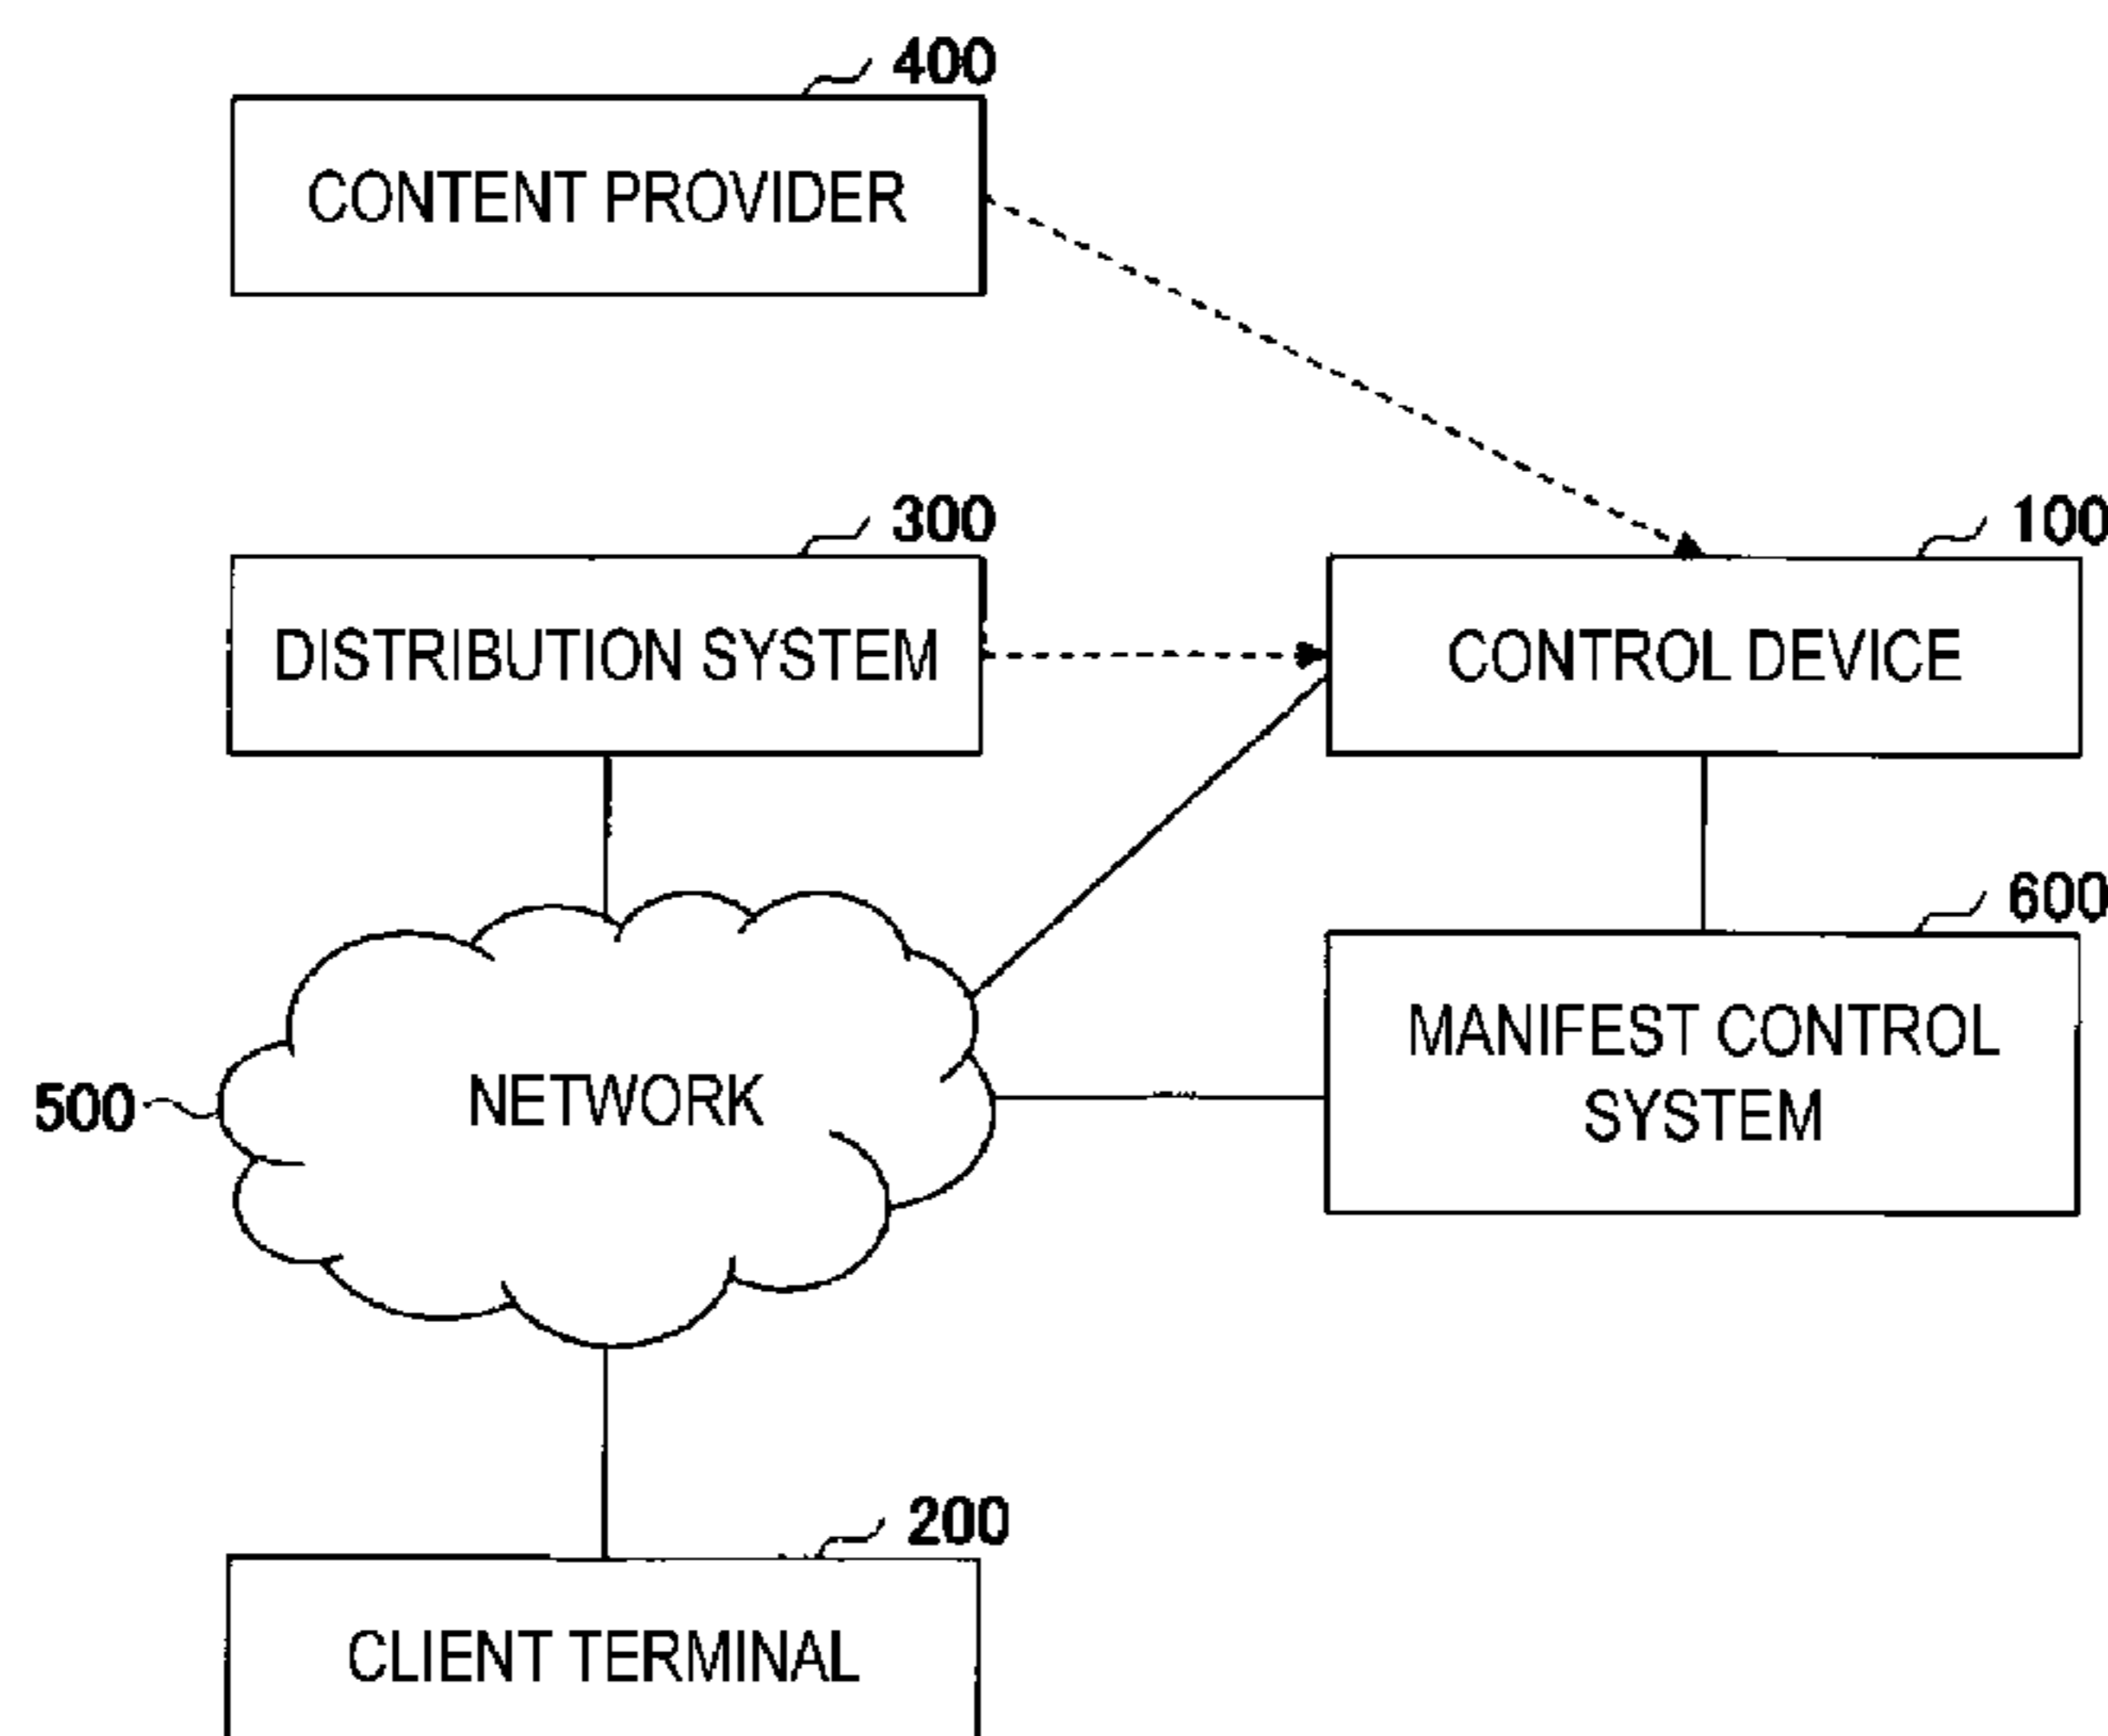 400
CONTENT PROVIDER
300
100
DISTRIBUTION SYSTEM
CONTROL DEVICE
600
MANIFEST CONTROL
SYSTEM
NETWORK
500
200
CLIENT TERMINAL